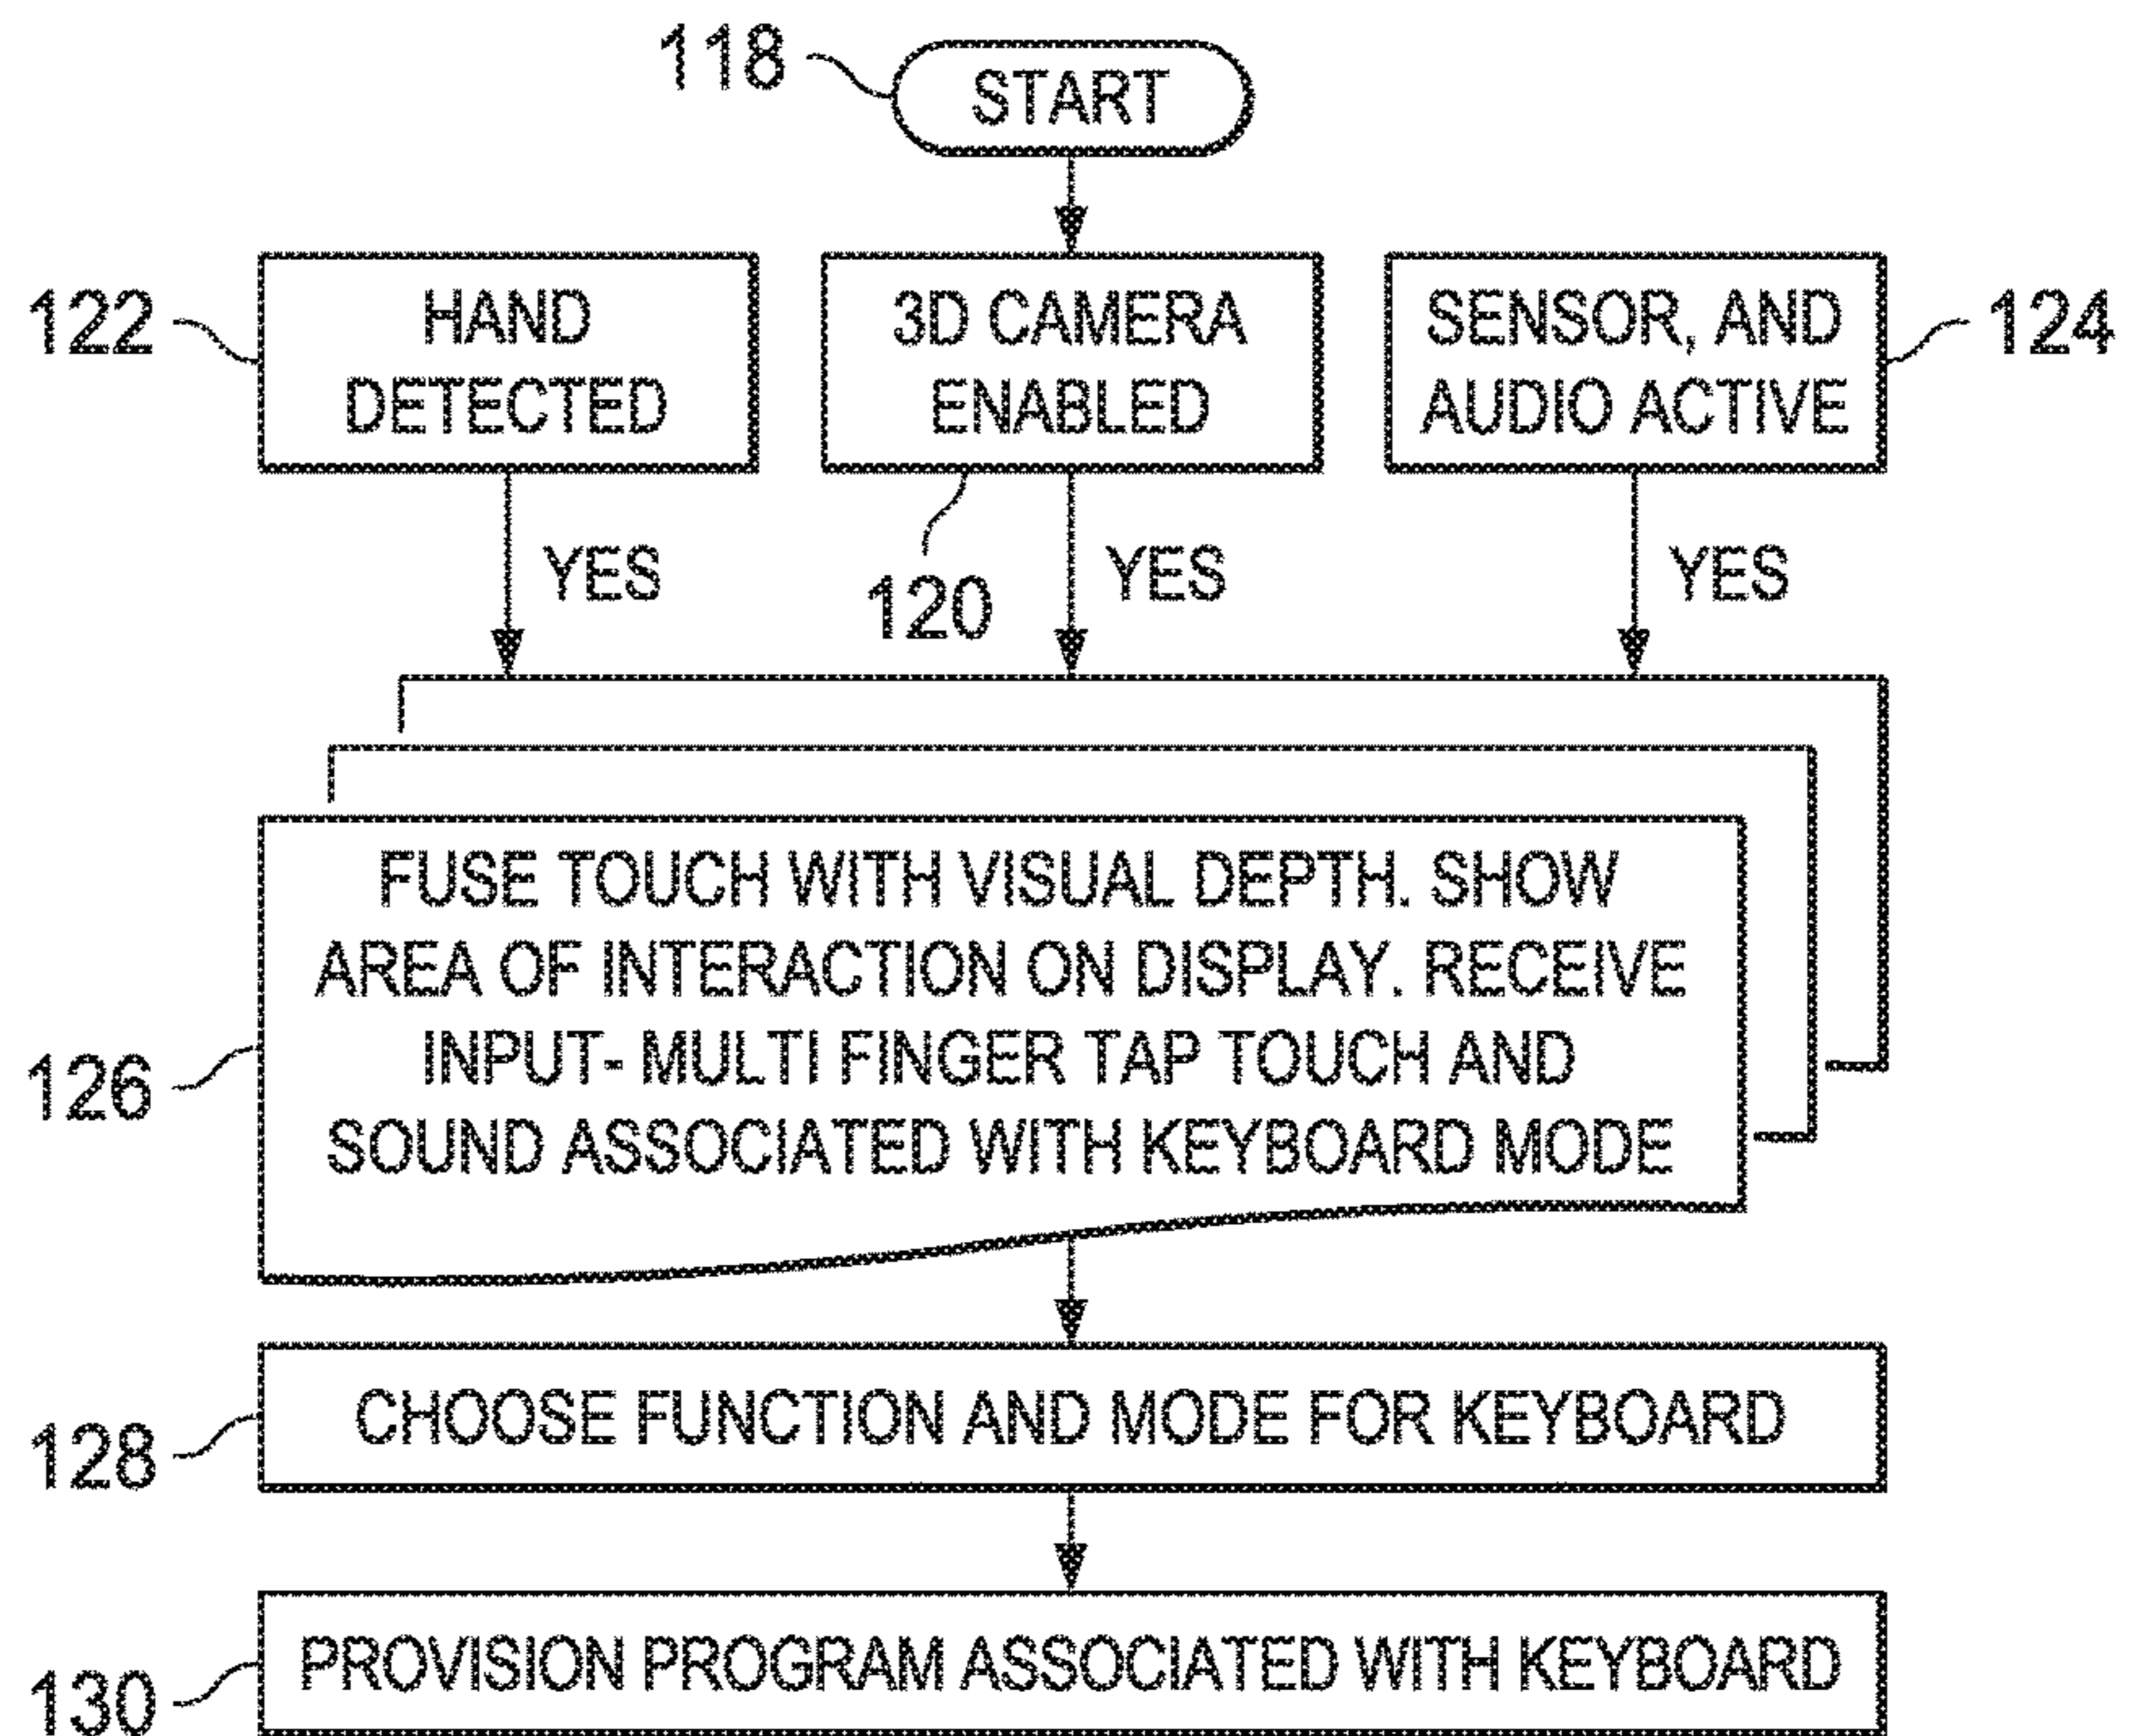 118
START
122
HAND
DETECTED
3D CAMERA
ENABLED
SENSOR, AND
AUDIO ACTIVE
124
YES
120
YES
YES
126
FUSE TOUCH WITH VISUAL DEPTH. SHOW
AREA OF INTERACTION ON DISPLAY. RECEIVE
INPUT- MULTI FINGER TAP TOUCH AND
SOUND ASSOCIATED WITH KEYBOARD MODE
128
CHOOSE FUNCTION AND MODE FOR KEYBOARD
130
PROVISION PROGRAM ASSOCIATED WITH KEYBOARD